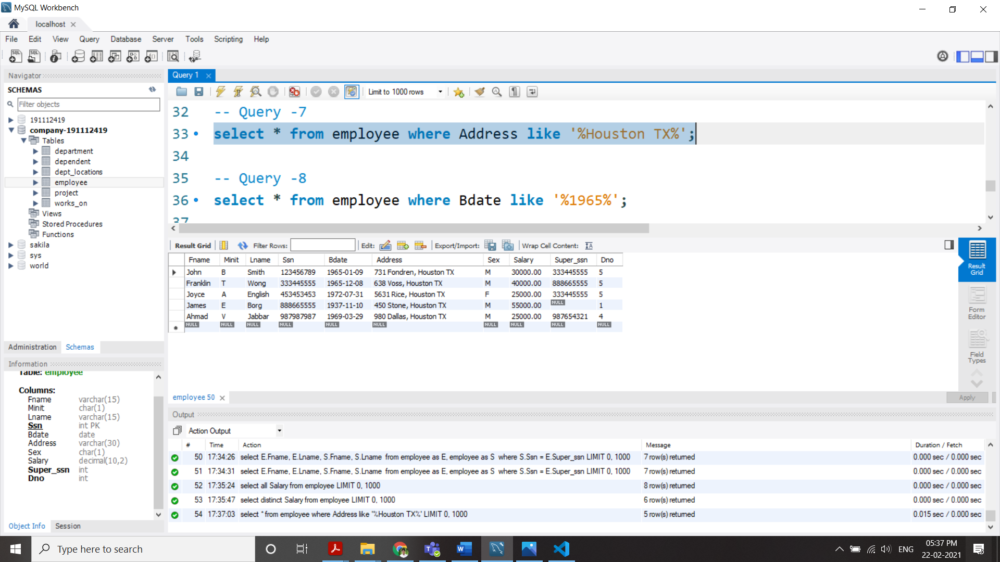 MySQL Workbench
localhost
File Edit View Query Database Server Tools Scripting Help
Navigator
SCHEMAS
Filter objects
191112419
company-191112419
Tables
department
dependent
dept_locations
employee
project
works_on
Views
Stored Procedures
Functions
sakila
sys
world
Administration Schemas
Information
Table: employee
Columns:
Fname varchar(15)
Minit char(1)
Lname varchar(15)
Ssn int PK
Bdate date
Address varchar(30)
Sex char(1)
Salary decimal(10,2)
Super_ssn int
Dno int
Object Info Session
Query 1
Limit to 1000 rows
32 -- Query -7
33 select * from employee where Address like '%Houston TX%';
34
35 -- Query -8
36 select * from employee where Bdate like '%1965%';
37
Result Grid Filter Rows: Edit: Export/Import: Wrap Cell Content:
Fname Minit Lname Ssn Bdate Address Sex Salary Super_ssn Dno
John B Smith 123456789 1965-01-09 731 Fondren, Houston TX M 30000.00 333445555 5
Franklin T Wong 333445555 1965-12-08 638 Voss, Houston TX M 40000.00 888665555 5
Joyce A English 453453453 1972-07-31 5631 Rice, Houston TX F 25000.00 333445555 5
James E Borg 888665555 1937-11-10 450 Stone, Houston TX M 55000.00 NULL 1
Ahmad V Jabbar 987987987 1969-03-29 980 Dallas, Houston TX M 25000.00 987654321 4
NULL NULL NULL NULL NULL NULL NULL NULL NULL NULL
Result Grid
Form Editor
Field Types
employee 50
Apply
Output
Action Output
# Time Action Message Duration / Fetch
50 17:34:26 select E.Fname, E.Lname, S.Fname, S.Lname from employee as E, employee as S where S.Ssn = E.Super_ssn LIMIT 0, 1000 7 row(s) returned 0.000 sec / 0.000 sec
51 17:34:31 select E.Fname, E.Lname, S.Fname, S.Lname from employee as E, employee as S where S.Ssn = E.Super_ssn LIMIT 0, 1000 7 row(s) returned 0.000 sec / 0.000 sec
52 17:35:24 select all Salary from employee LIMIT 0, 1000 8 row(s) returned 0.000 sec / 0.000 sec
53 17:35:47 select distinct Salary from employee LIMIT 0, 1000 6 row(s) returned 0.000 sec / 0.000 sec
54 17:37:03 select * from employee where Address like '%Houston TX%' LIMIT 0, 1000 5 row(s) returned 0.015 sec / 0.000 sec
Type here to search
ENG
05:37 PM
22-02-2021